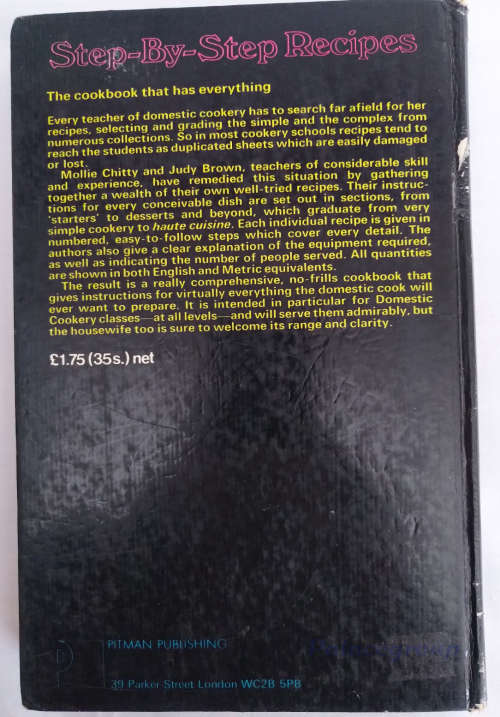 Step-By-Step Recipes
The cookbook that has everything
Every teacher of domestic cookery has to search far afield for her
recipes, selecting and grading the simple and the complex from
numerous collections. So in most cookery schools recipes tend to
reach the students as duplicated sheets which are easily damaged
or lost.
Mollie Chitty and Judy Brown, teachers of considerable skill
and experience, have remedied this situation by gathering
together a wealth of their own well-tried recipes. Their instruc-
tions for every conceivable dish are set out in sections, from
'starters' to desserts and beyond, which graduate from very
simple cookery to haute cuisine. Each individual recipe is given in
numbered, easy-to-follow steps which cover every detail. The
authors also give a clear explanation of the equipment required,
as well as indicating the number of people served. All quantities
are shown in both English and Metric equivalents.
The result is a really comprehensive, no-frills cookbook that
gives instructions for virtually everything the domestic cook will
ever want to prepare. It is intended in particular for Domestic
Cookery classes—at all levels—and will serve them admirably, but
the housewife too is sure to welcome its range and clarity.
£1.75 (35s.) net
PITMAN PUBLISHING
39 Parker Street London WC2B 5PB